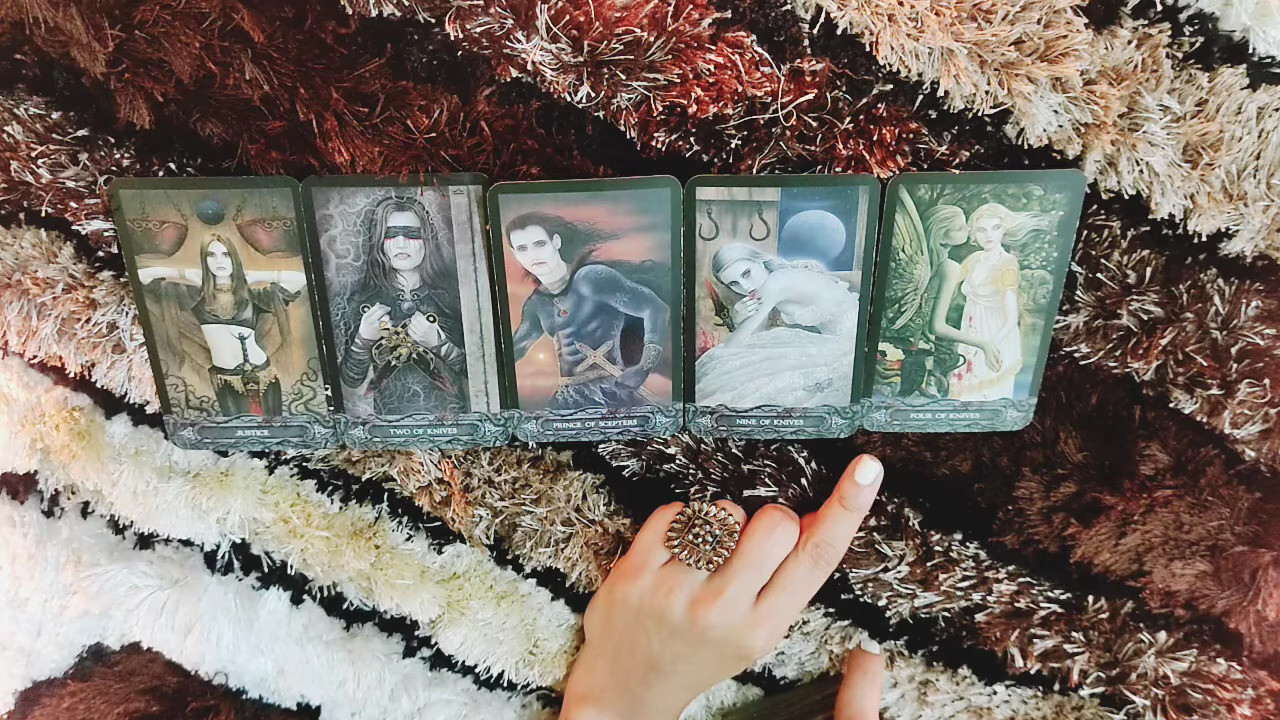 JUSTICE
TWO OF KNIVES
PRINCE OF SCEPTERS
NINE OF KNIVES
FOUR OF KNIVES